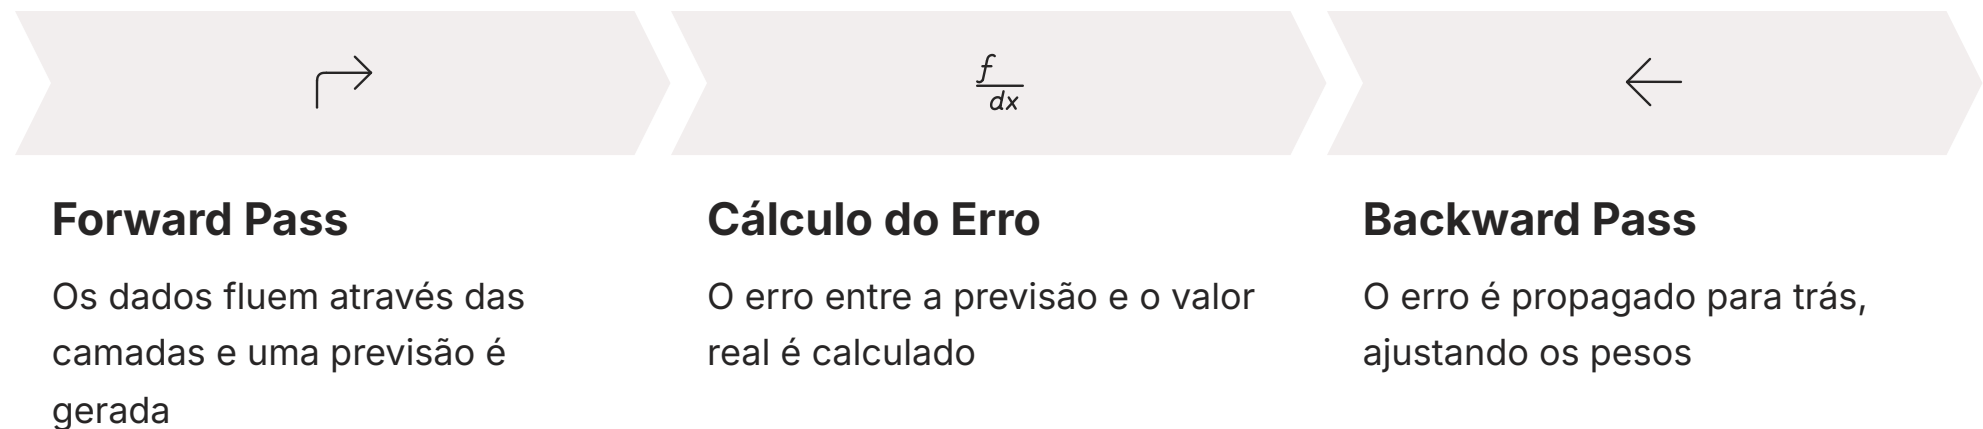 f
dx
Forward Pass
Os dados fluem através das
camadas e uma previsão é
gerada
Cálculo do Erro
O erro entre a previsão e o valor
real é calculado
Backward Pass
O erro é propagado para trás,
ajustando os pesos